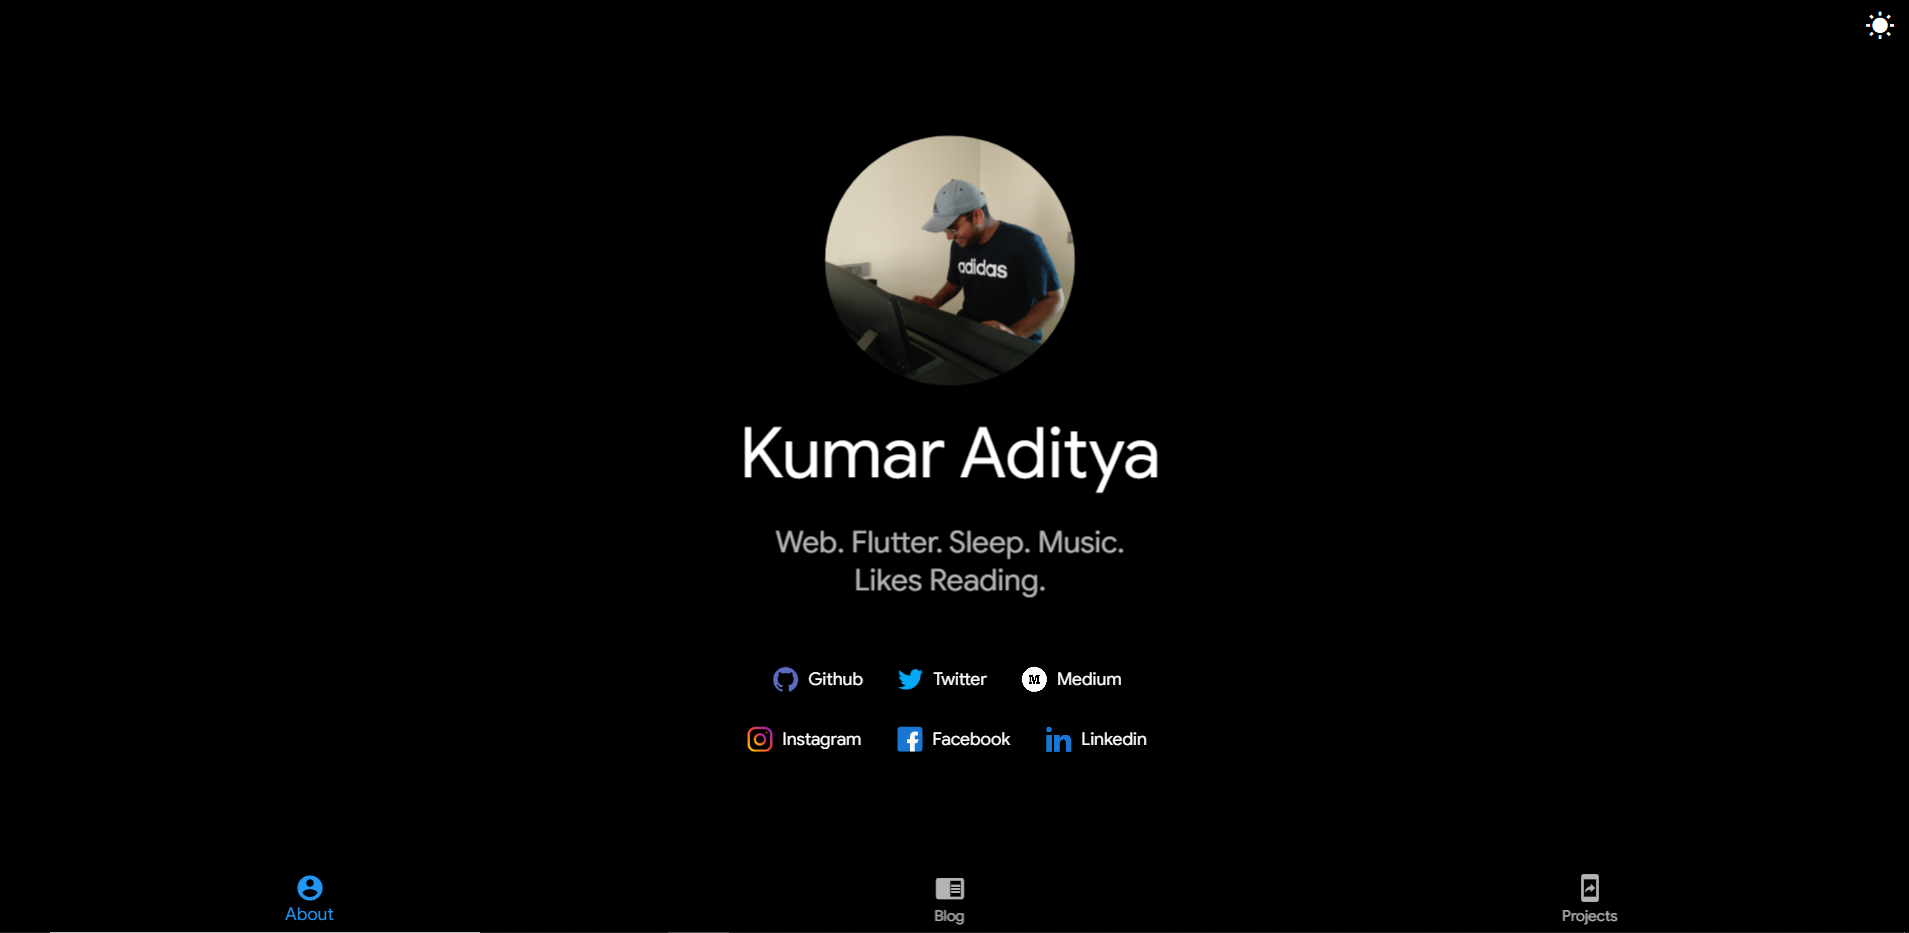 adidas
Kumar Aditya
Web. Flutter. Sleep. Music.
Likes Reading.
Github Twitter M Medium
Instagram Facebook Linkedin
About Blog Projects